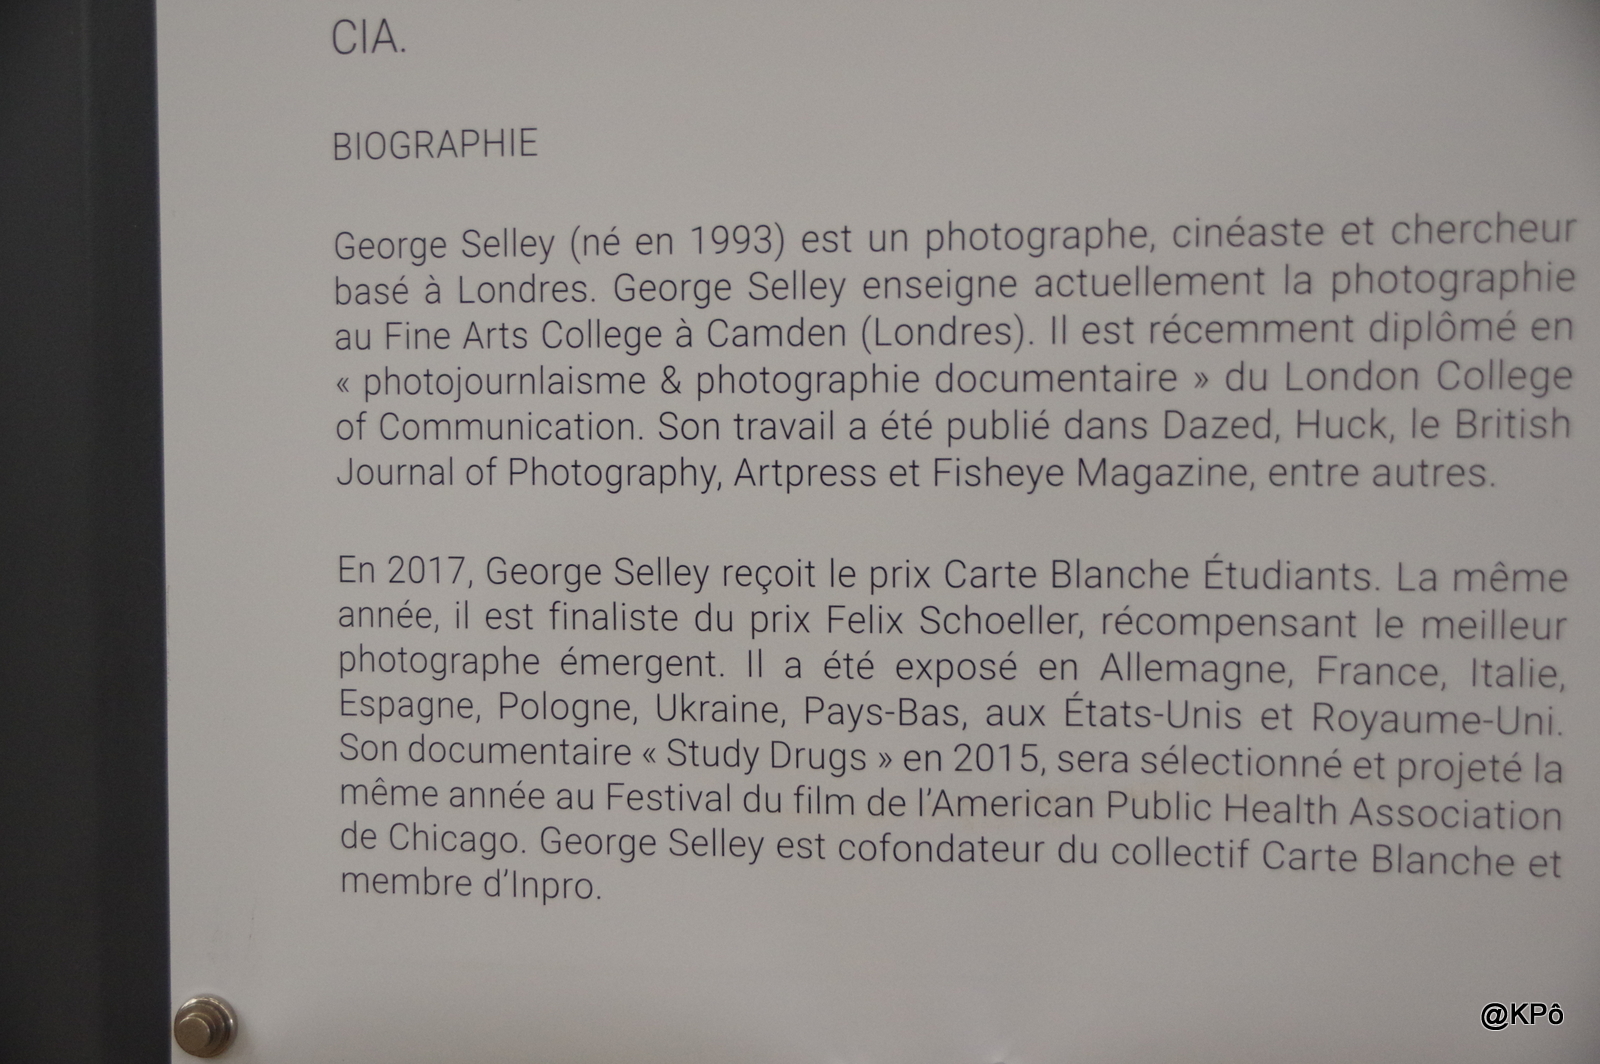 CIA.
BIOGRAPHIE
George Selley (né en 1993) est un photographe, cinéaste et chercheur
basé à Londres. George Selley enseigne actuellement la photographie
au Fine Arts College à Camden (Londres). Il est récemment diplômé en
« photojournlaisme & photographie documentaire » du London College
of Communication. Son travail a été publié dans Dazed, Huck, le British
Journal of Photography, Artpress et Fisheye Magazine, entre autres.
En 2017, George Selley reçoit le prix Carte Blanche Étudiants. La même
année, il est finaliste du prix Felix Schoeller, récompensant le meilleur
photographe émergent. Il a été exposé en Allemagne, France, Italie,
Espagne, Pologne, Ukraine, Pays-Bas, aux États-Unis et Royaume-Uni.
Son documentaire « Study Drugs » en 2015, sera sélectionné et projeté la
même année au Festival du film de l’American Public Health Association
de Chicago. George Selley est cofondateur du collectif Carte Blanche et
membre d’Inpro.
@KPô